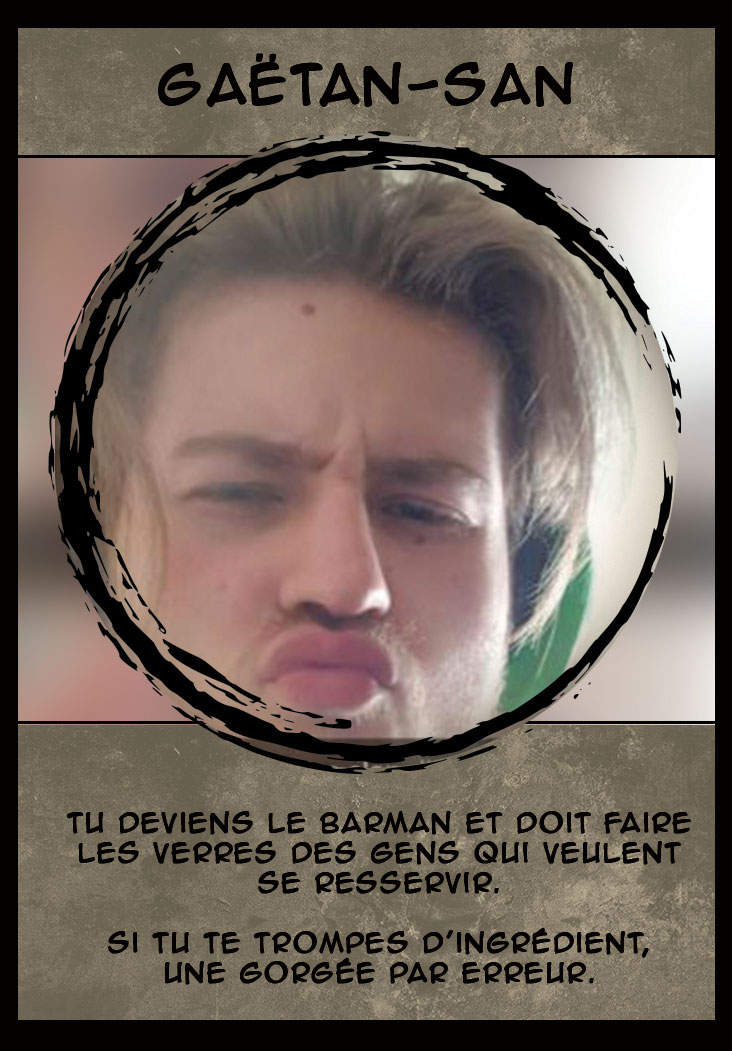 GAËTAN-SAN
TU DEVIENS LE BARMAN ET DOIT FAIRE
LES VERRES DES GENS QUI VEULENT
SE RESSERVIR.
SI TU TE TROMPES D'INGRÉDIENT,
UNE GORGÉE PAR ERREUR.